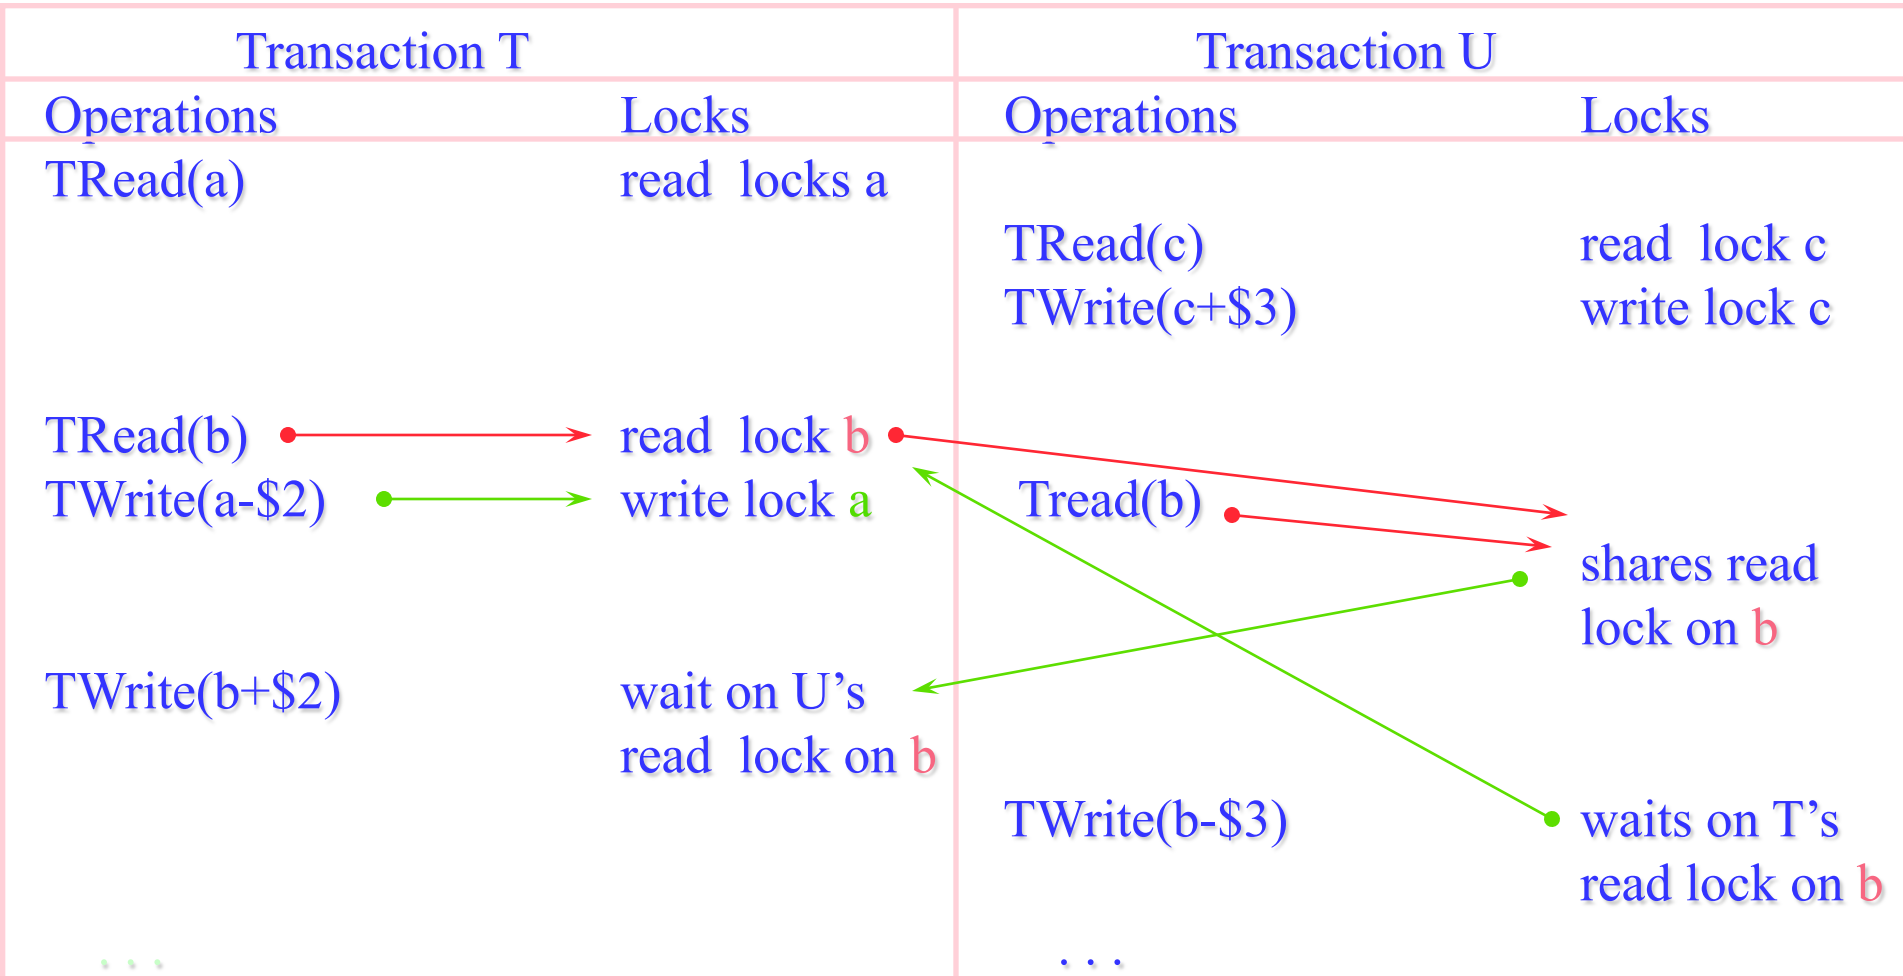 Transaction T Transaction U
Operations Locks Operations Locks
TRead(a) read locks a
TRead(c) read lock c
TWrite(c+$3) write lock c
TRead(b) read lock b
TWrite(a-$2) write lock a Tread(b)
shares read
lock on b
TWrite(b+$2) wait on U’s
read lock on b
TWrite(b-$3) waits on T’s
read lock on b
. . . . . .